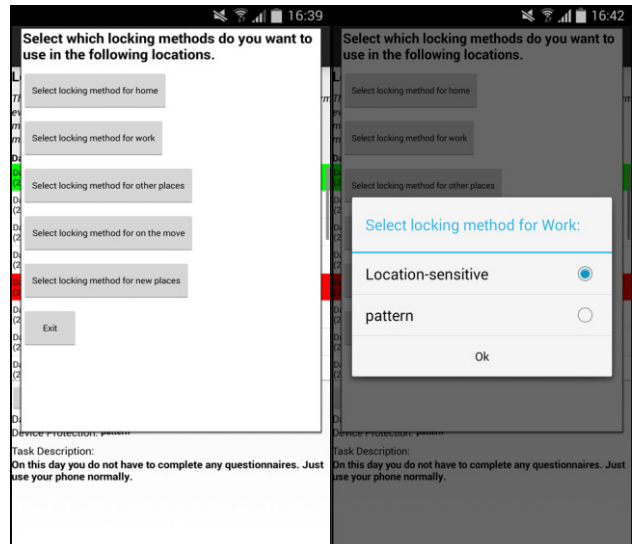 16:39
Select which locking methods do you want to
use in the following locations.
Select locking method for home
Select locking method for work
Select locking method for other places
Select locking method for on the move
Select locking method for new places
Exit
Device Protection: pattern
Task Description:
On this day you do not have to complete any questionnaires. Just
use your phone normally.
16:42
Select which locking methods do you want to
use in the following locations.
Select locking method for home
Select locking method for work
Select locking method for other places
Select locking method for Work:
Location-sensitive
pattern
Ok
Device Protection: pattern
Task Description:
On this day you do not have to complete any questionnaires. Just
use your phone normally.